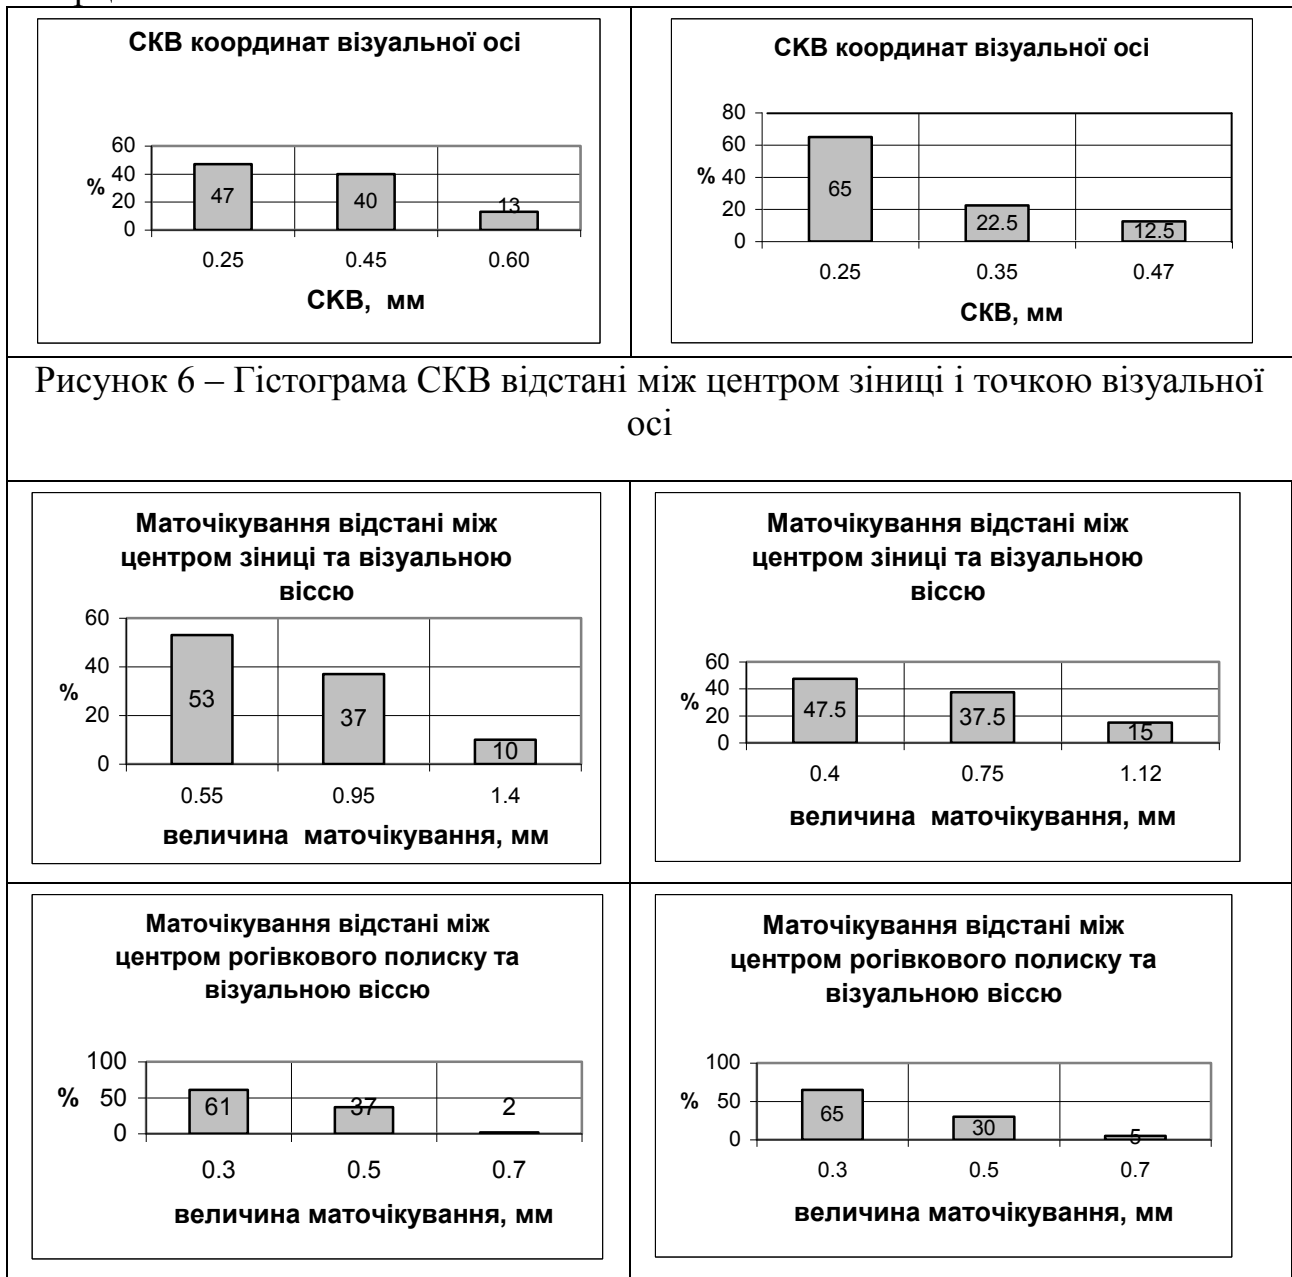 СКВ координат візуальної осі
60
40
%
20
0
47
40
13
0.25 0.45 0.60
СКВ, мм
СКВ координат візуальної осі
80
60
% 40
20
0
65
22.5
12.5
0.25 0.35 0.47
СКВ, мм
Рисунок 6 – Гістограма СКВ відстані між центром зіниці і точкою візуальної
осі
Маточікування відстані між
центром зіниці та візуальною
віссю
60
40
%
20
0
53
37
10
0.55 0.95 1.4
величина маточікування, мм
Маточікування відстані між
центром зіниці та візуальною
віссю
60
40
%
20
0
47.5
37.5
15
0.4 0.75 1.12
величина маточікування, мм
Маточікування відстані між
центром рогівкового полиску та
візуальною віссю
100
% 50
0
61
37
2
0.3 0.5 0.7
величина маточікування, мм
Маточікування відстані між
центром рогівкового полиску та
візуальною віссю
100
% 50
0
65
30
5
0.3 0.5 0.7
величина маточікування, мм